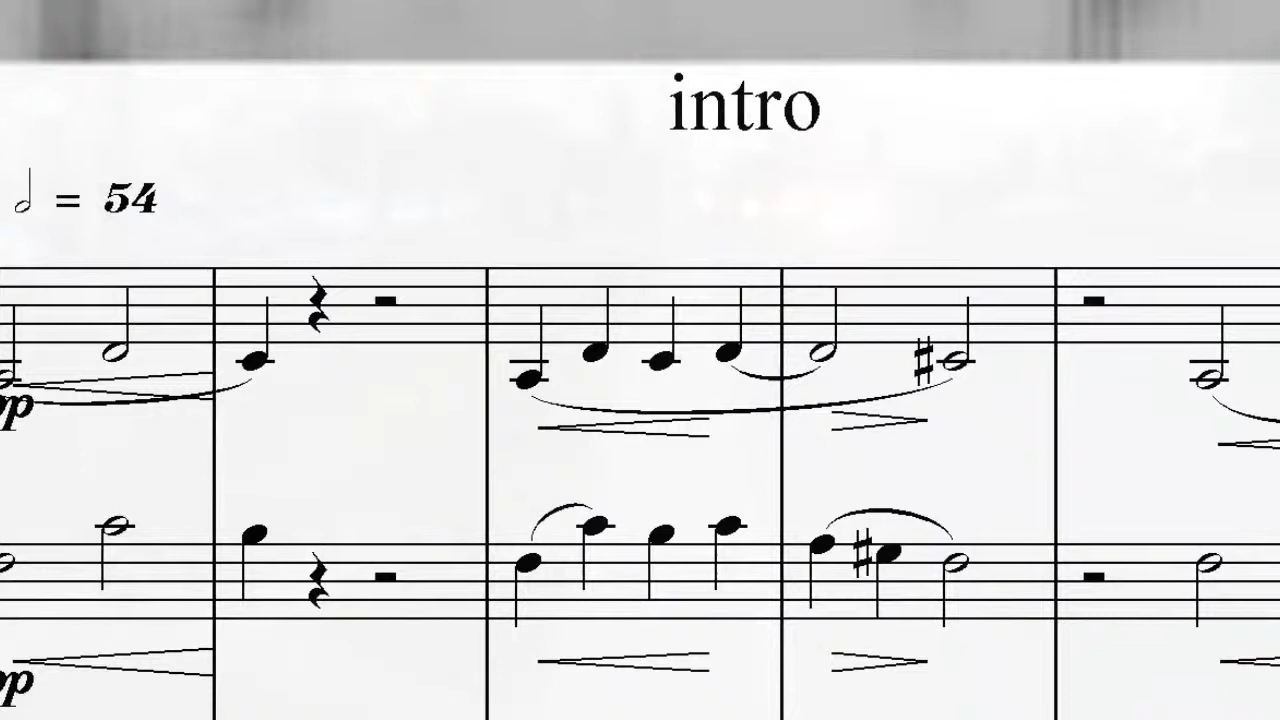 intro
𝅗𝅥 = 54
pp
pp